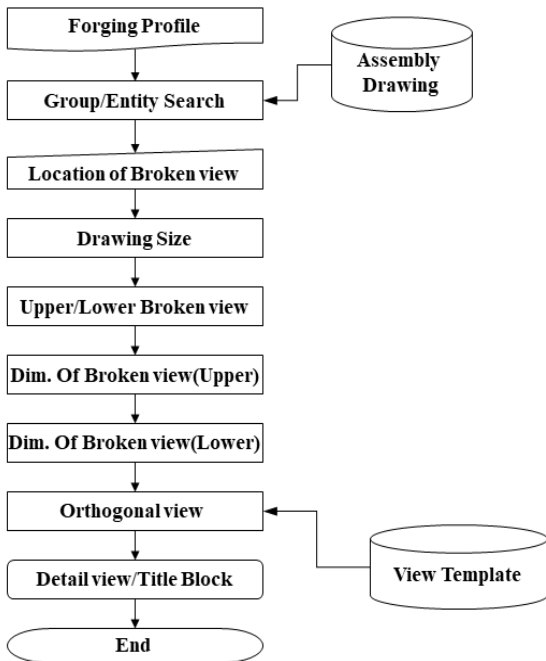 Forging Profile
Assembly
Drawing
Group/Entity Search
Location of Broken view
Drawing Size
Upper/Lower Broken view
Dim. Of Broken view(Upper)
Dim. Of Broken view(Lower)
Orthogonal view
Detail view/Title Block
View Template
End